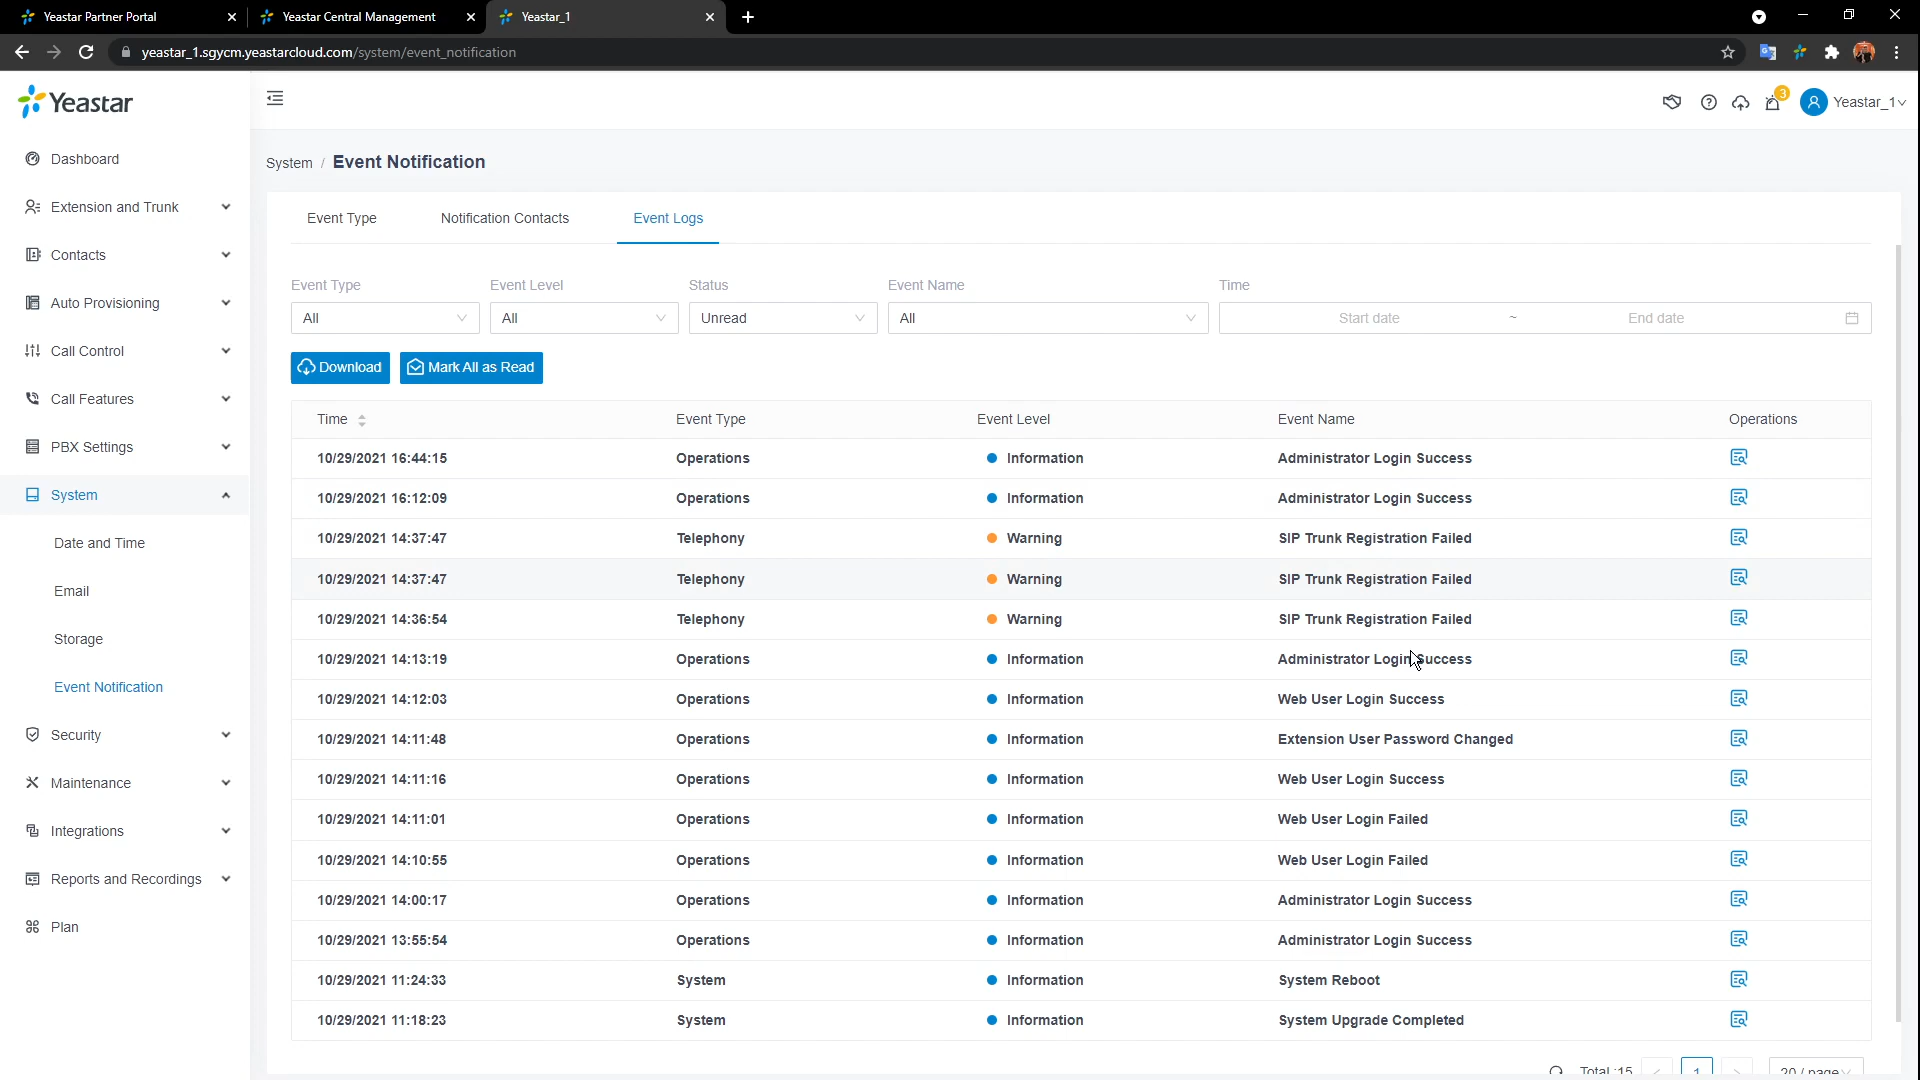 Yeastar Partner Portal
Yeastar Central Management
Yeastar_1
yeastar_1.sgycm.yeastarcloud.com/system/event_notification
Yeastar
3
Yeastar_1
Dashboard
Extension and Trunk
Contacts
Auto Provisioning
Call Control
Call Features
PBX Settings
System
Date and Time
Email
Storage
Event Notification
Security
Maintenance
Integrations
Reports and Recordings
Plan
System / Event Notification
Event Type Notification Contacts Event Logs
Event Type Event Level Status Event Name Time
All All Unread All Start date ~ End date
Download Mark All as Read
Time Event Type Event Level Event Name Operations
10/29/2021 16:44:15 Operations Information Administrator Login Success
10/29/2021 16:12:09 Operations Information Administrator Login Success
10/29/2021 14:37:47 Telephony Warning SIP Trunk Registration Failed
10/29/2021 14:37:47 Telephony Warning SIP Trunk Registration Failed
10/29/2021 14:36:54 Telephony Warning SIP Trunk Registration Failed
10/29/2021 14:13:19 Operations Information Administrator Login Success
10/29/2021 14:12:03 Operations Information Web User Login Success
10/29/2021 14:11:48 Operations Information Extension User Password Changed
10/29/2021 14:11:16 Operations Information Web User Login Success
10/29/2021 14:11:01 Operations Information Web User Login Failed
10/29/2021 14:10:55 Operations Information Web User Login Failed
10/29/2021 14:00:17 Operations Information Administrator Login Success
10/29/2021 13:55:54 Operations Information Administrator Login Success
10/29/2021 11:24:33 System Information System Reboot
10/29/2021 11:18:23 System Information System Upgrade Completed
Total :15 1 20 / page